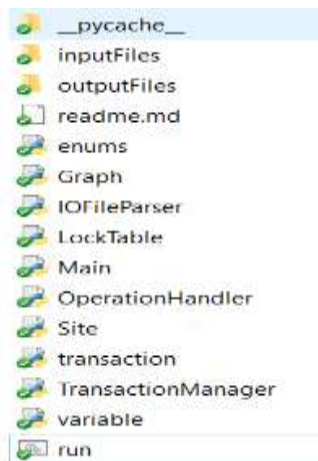 __pycache__
inputFiles
outputFiles
readme.md
enums
Graph
IOFileParser
LockTable
Main
OperationHandler
Site
transaction
TransactionManager
variable
run